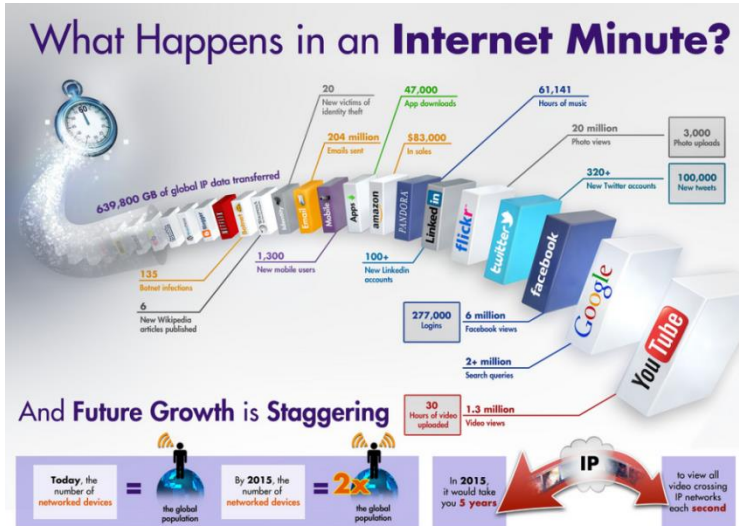 What Happens in an Internet Minute?
60
20
New victims of
identity theft
47,000
App downloads
61,141
Hours of music
204 million
Emails sent
$83,000
In sales
20 million
Photo views
3,000
Photo uploads
320+
New Twitter accounts
100,000
New tweets
639,800 GB of global IP data transferred
NETFLIX
Botnet
Identity
Email
Mobile
Apps
amazon
PANDORA
Linked in
flickr
twitter
facebook
Google
YouTube
135
Botnet infections
6
New Wikipedia
articles published
1,300
New mobile users
100+
New Linkedin
accounts
277,000
Logins
6 million
Facebook views
2+ million
Search queries
30
Hours of video
uploaded
1.3 million
Video views
And Future Growth is Staggering
Today, the
number of
networked devices
=
the global
population
By 2015, the
number of
networked devices
=
2x
the global
population
In 2015,
it would take
you 5 years
IP
to view all
video crossing
IP networks
each second